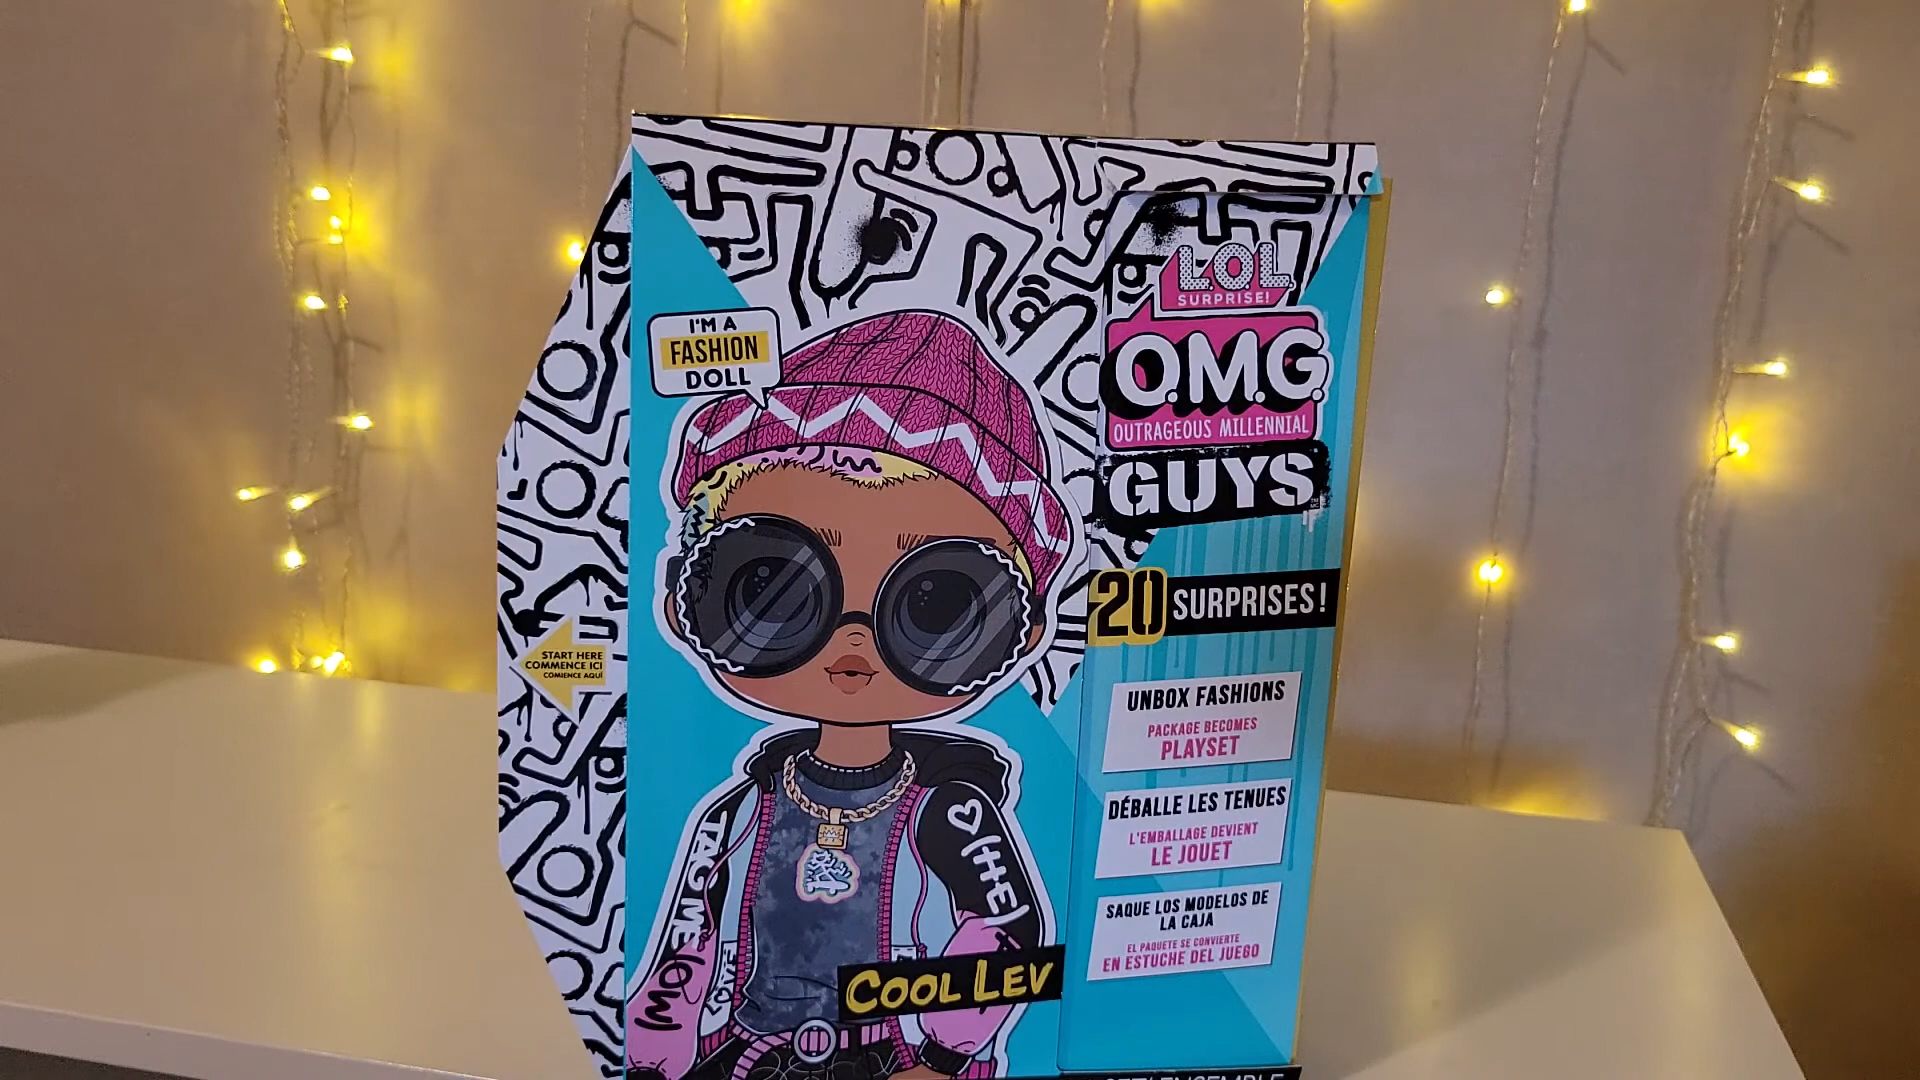 I'M A
FASHION
DOLL
L.O.L.
SURPRISE!
O.M.G.
OUTRAGEOUS MILLENNIAL
GUYS
20 SURPRISES!
START HERE
COMMENCE ICI
COMIENCE AQUÍ
UNBOX FASHIONS
PACKAGE BECOMES
PLAYSET
DÉBALLE LES TENUES
L'EMBALLAGE DEVIENT
LE JOUET
SAQUE LOS MODELOS DE
LA CAJA
EL PAQUETE SE CONVIERTE
EN ESTUCHE DEL JUEGO
TAG ME
COOL LEV